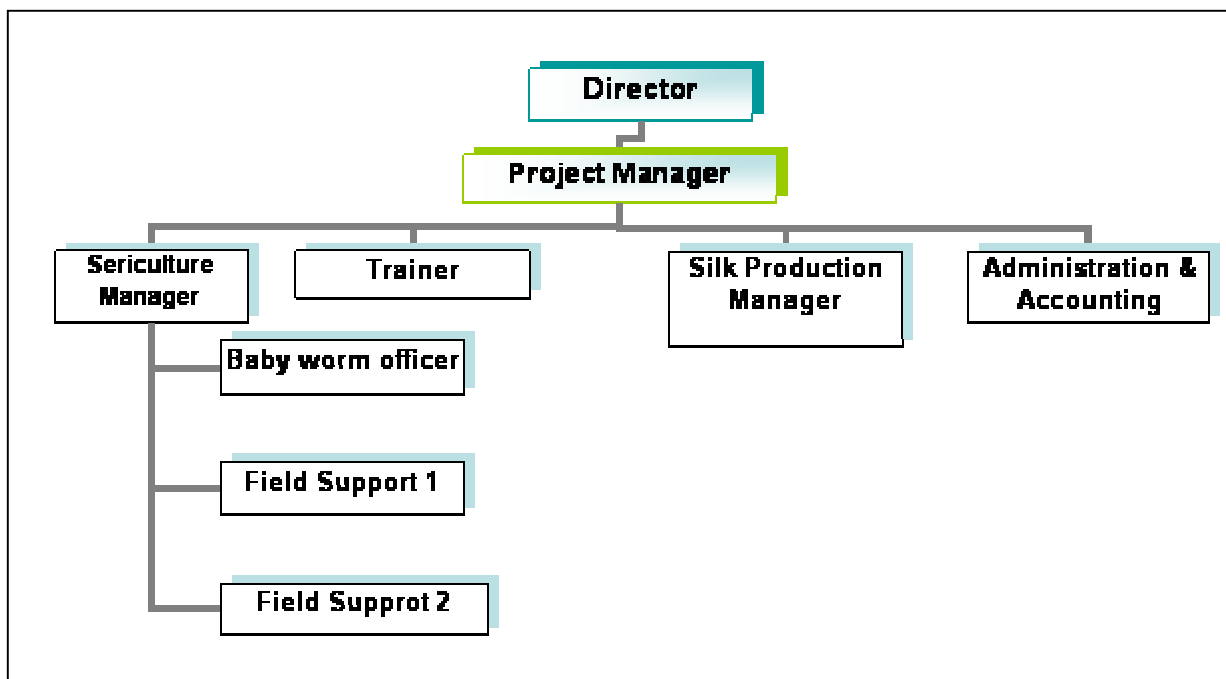 Director
Project Manager
Sericulture
Manager
Trainer
Silk Production
Manager
Administration &
Accounting
Baby worm officer
Field Support 1
Field Supprot 2